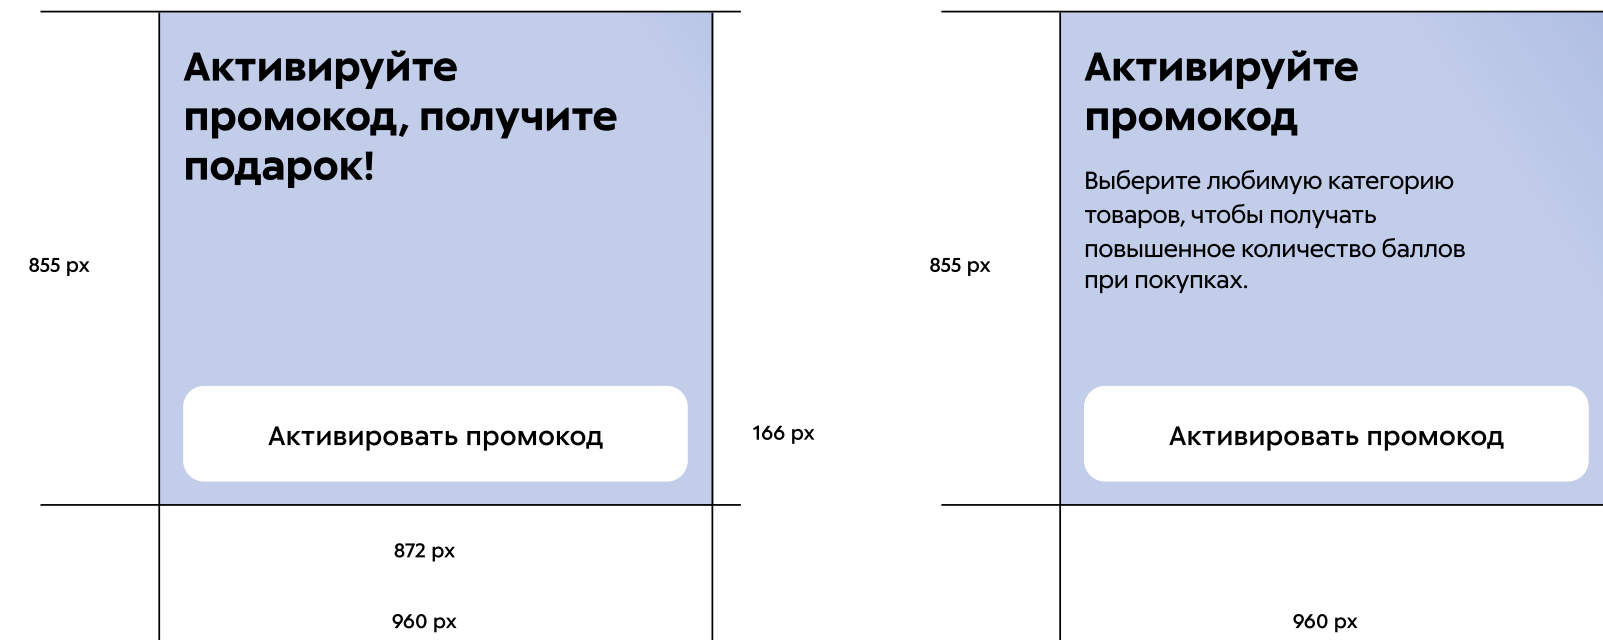 Активируйте
промокод, получите
подарок!
855 px
Активировать промокод
166 px
872 px
960 px
Активируйте
промокод
Выберите любимую категорию
товаров, чтобы получать
повышенное количество баллов
при покупках.
855 px
Активировать промокод
960 px